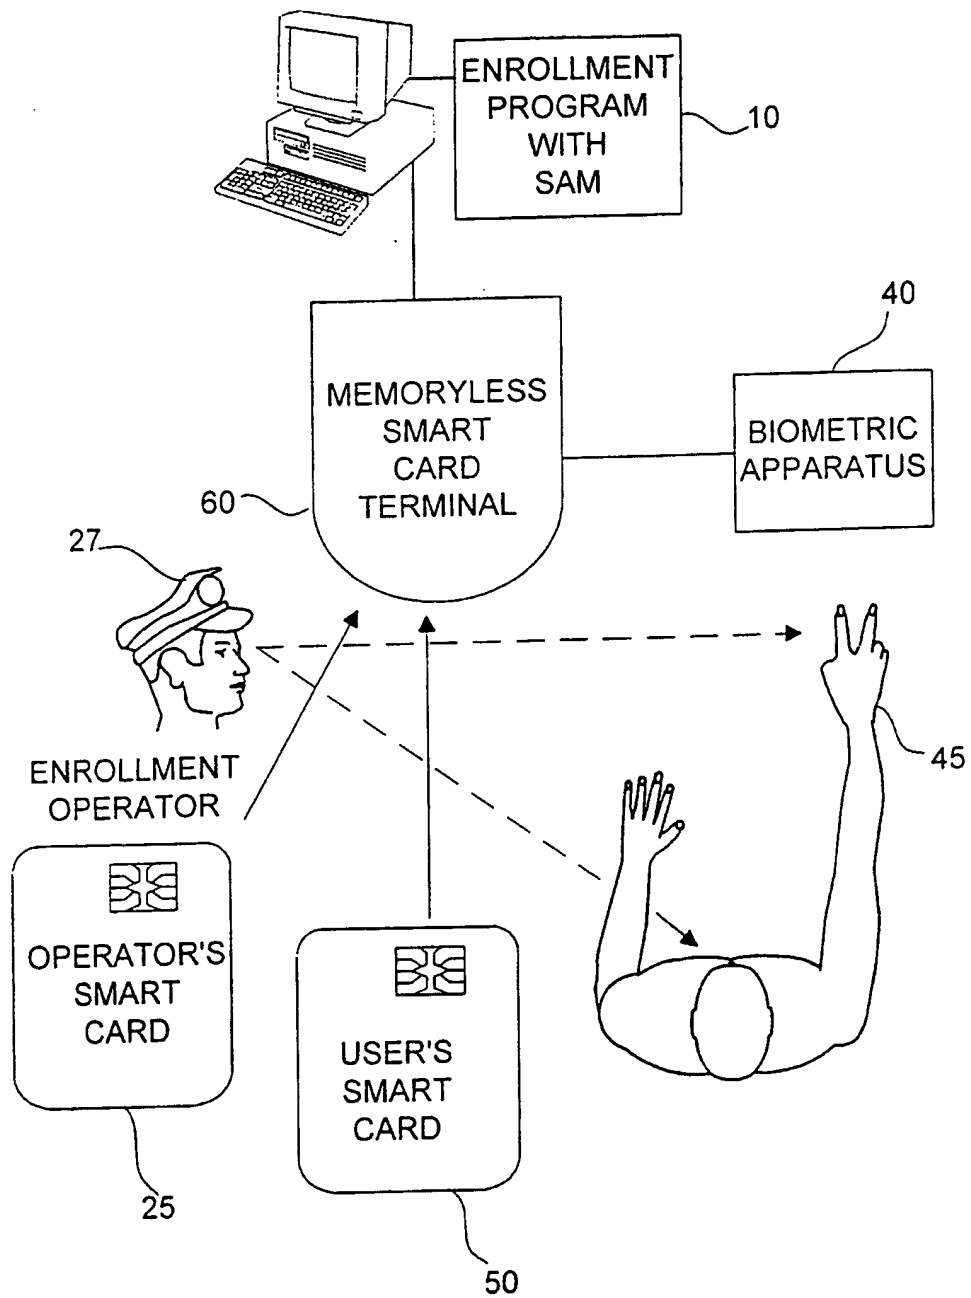 ENROLLMENT
PROGRAM
WITH
SAM
10
40
MEMORYLESS
SMART
CARD
TERMINAL
BIOMETRIC
APPARATUS
60
27
45
ENROLLMENT
OPERATOR
OPERATOR'S
SMART
CARD
USER'S
SMART
CARD
25
50